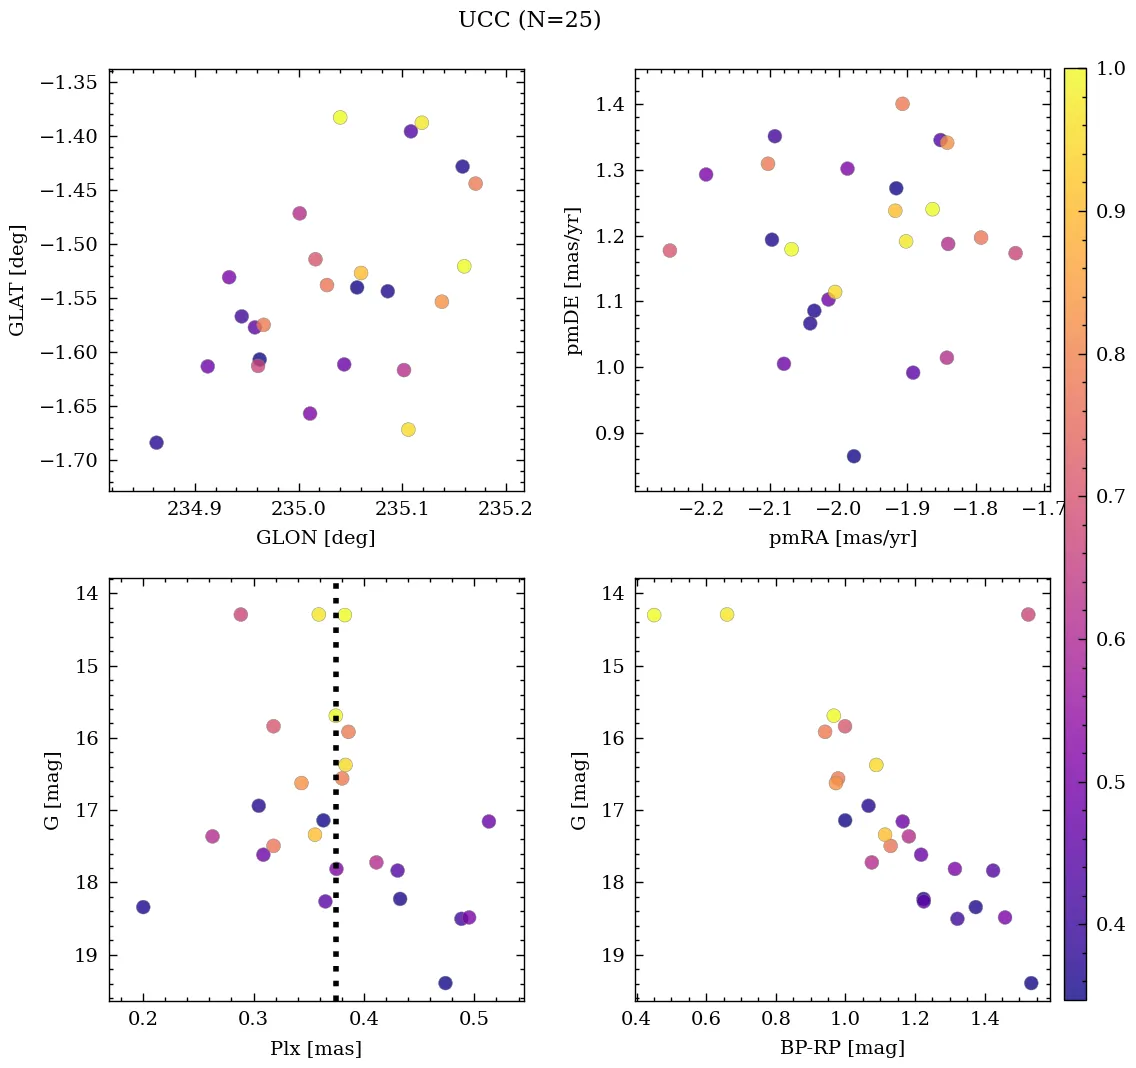 UCC (N=25)
−1.35
−1.40
−1.45
−1.50
−1.55
−1.60
−1.65
−1.70
GLAT [deg]
234.9 235.0 235.1 235.2
GLON [deg]
1.4
1.3
1.2
1.1
1.0
0.9
pmDE [mas/yr]
−2.2 −2.1 −2.0 −1.9 −1.8 −1.7
pmRA [mas/yr]
14
15
16
17
18
19
G [mag]
0.2 0.3 0.4 0.5
Plx [mas]
14
15
16
17
18
19
G [mag]
0.4 0.6 0.8 1.0 1.2 1.4
BP-RP [mag]
1.0
0.9
0.8
0.7
0.6
0.5
0.4